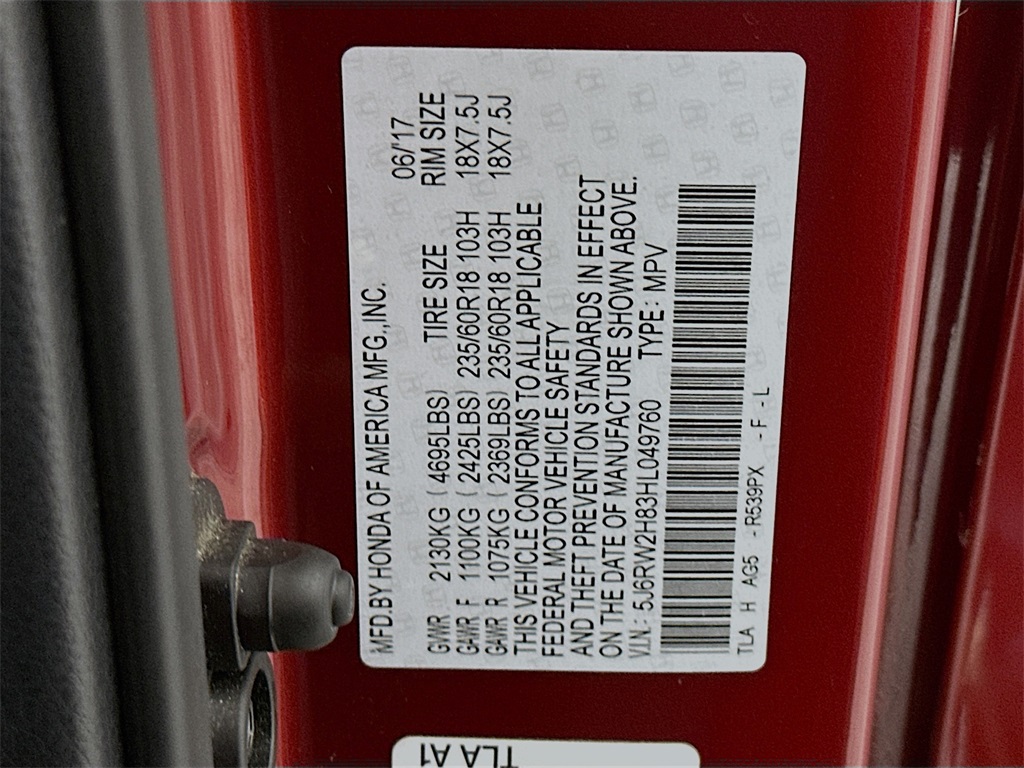 MFD.BY HONDA OF AMERICA MFG.,INC.
06/'17
GVWR 2130KG ( 4695LBS) TIRE SIZE RIM SIZE
GAWR F 1100KG ( 2425LBS) 235/60R18 103H 18X7.5J
GAWR R 1075KG ( 2369LBS) 235/60R18 103H 18X7.5J
THIS VEHICLE CONFORMS TO ALL APPLICABLE
FEDERAL MOTOR VEHICLE SAFETY
AND THEFT PREVENTION STANDARDS IN EFFECT
ON THE DATE OF MANUFACTURE SHOWN ABOVE.
V.I.N.: 5J6RW2H83HL049760 TYPE : MPV
TLA H AG5 - R539PX - F - L
TLA A1